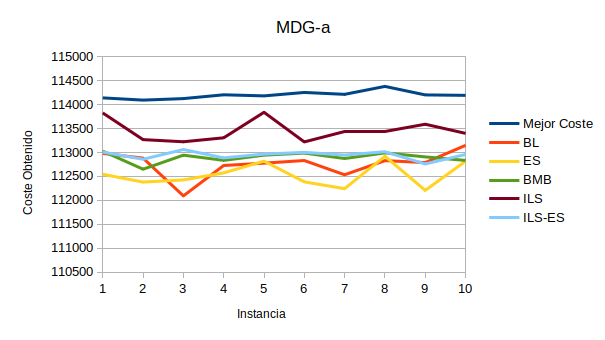 MDG-a
115000
114500
114000
113500
113000
112500
112000
111500
111000
110500
Coste Obtenido
1 2 3 4 5 6 7 8 9 10
Instancia
Mejor Coste
BL
ES
BMB
ILS
ILS-ES